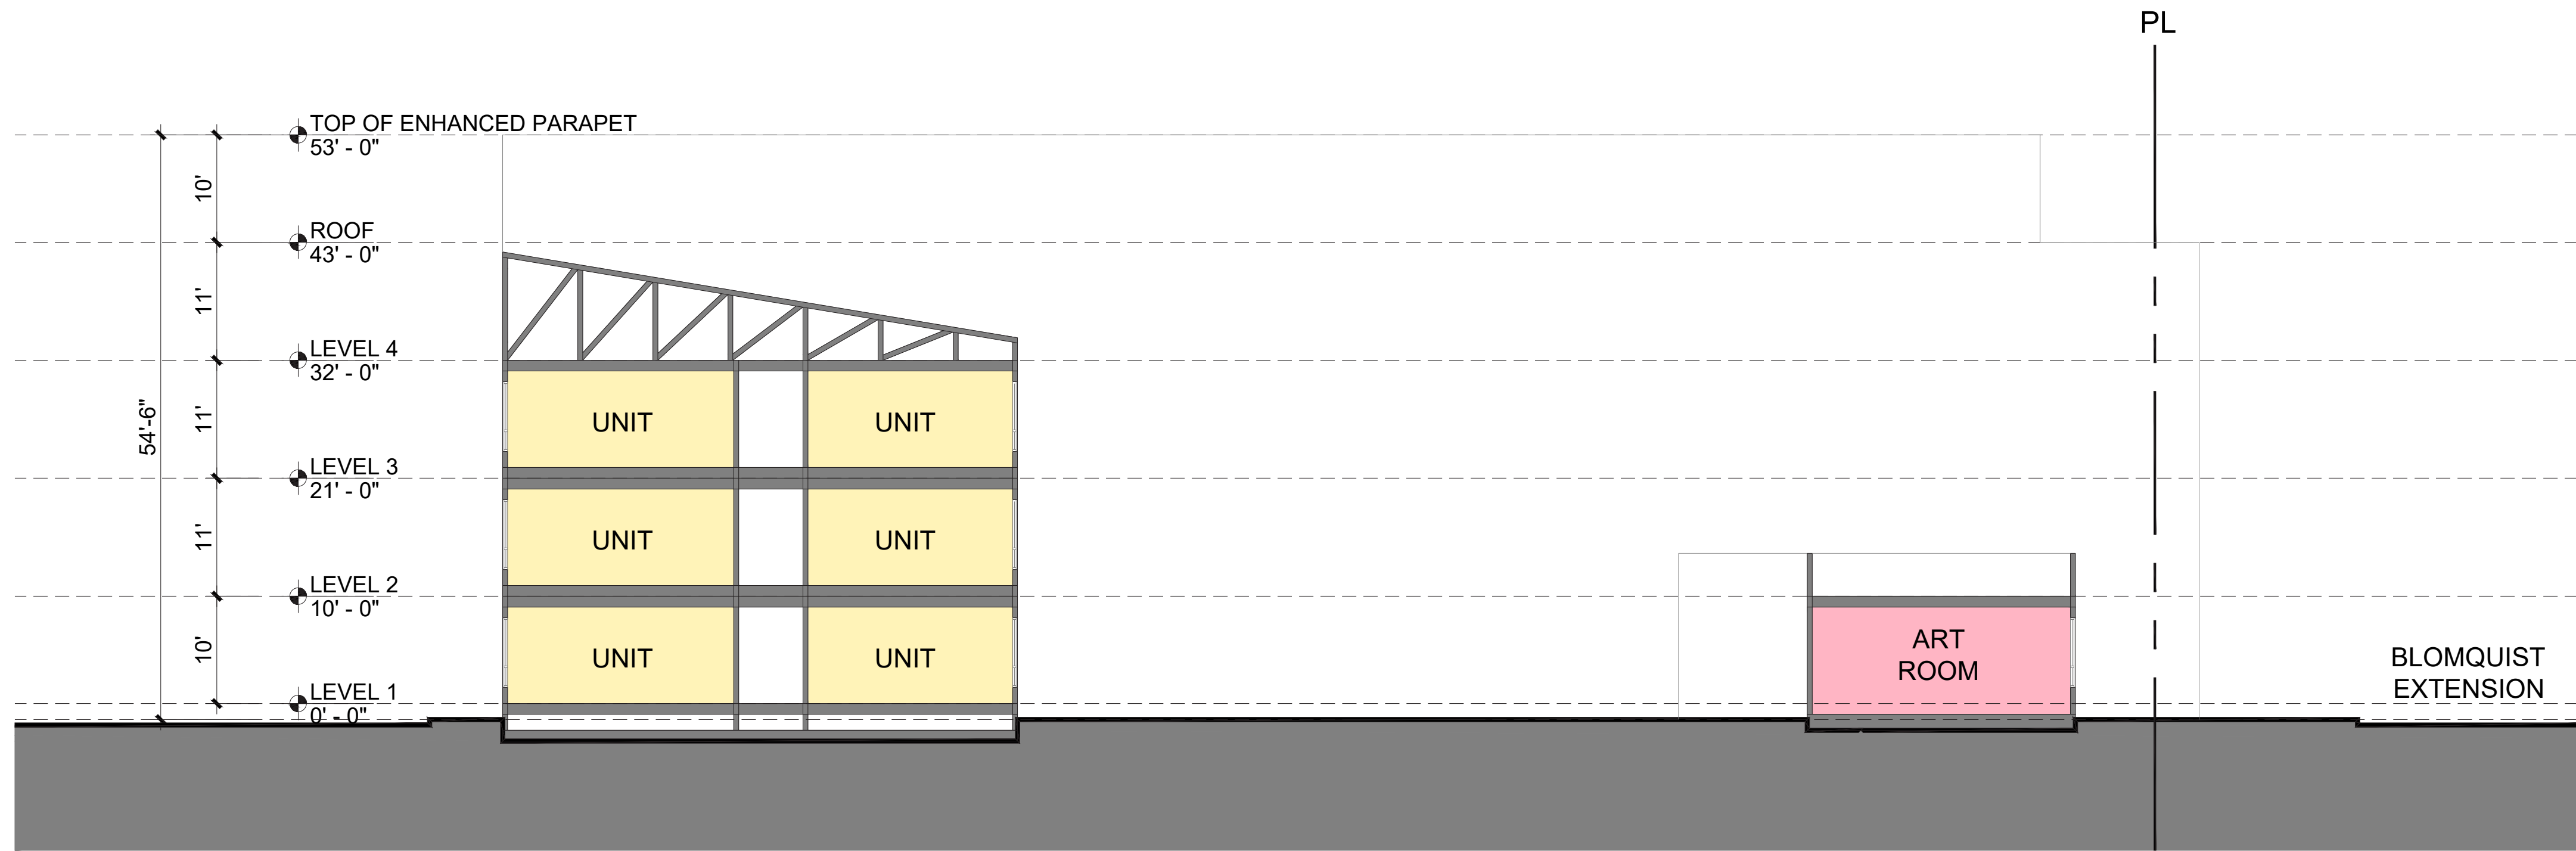 PL
TOP OF ENHANCED PARAPET
53' - 0"
10'
ROOF
43' - 0"
11'
LEVEL 4
32' - 0"
54'-6"
11'
UNIT UNIT
LEVEL 3
21' - 0"
11'
UNIT UNIT
LEVEL 2
10' - 0"
10'
UNIT UNIT
ART
ROOM
BLOMQUIST
EXTENSION
LEVEL 1
0' - 0"